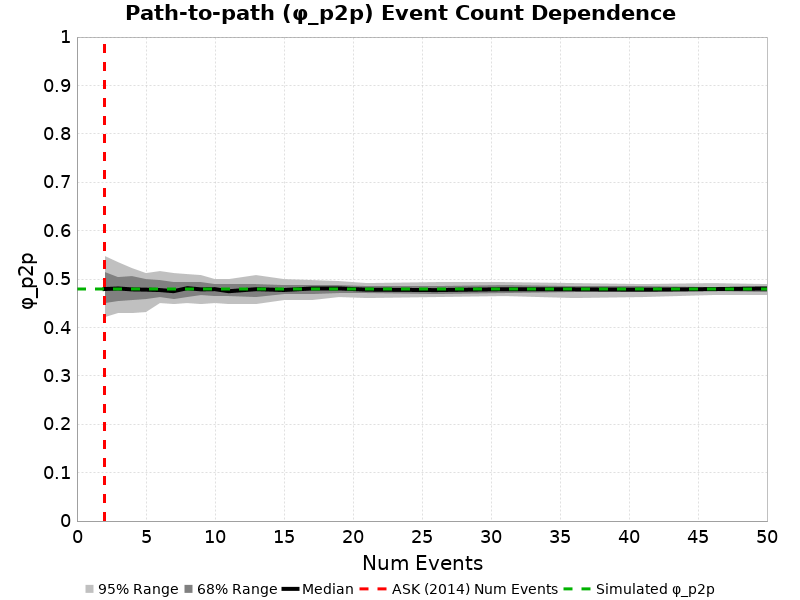 Path-to-path (φ_p2p) Event Count Dependence
1
0.9
0.8
0.7
0.6
0.5
0.4
0.3
0.2
0.1
0
φ_p2p
0 5 10 15 20 25 30 35 40 45 50
Num Events
95% Range 68% Range Median ASK (2014) Num Events Simulated φ_p2p